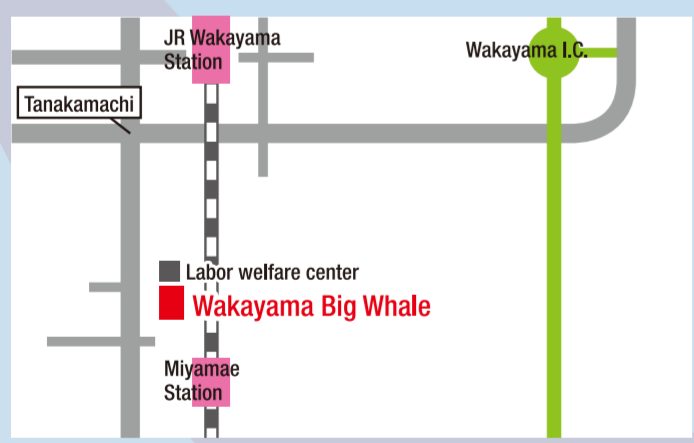 JR Wakayama
Station
Wakayama I.C.
Tanakamachi
Labor welfare center
Wakayama Big Whale
Miyamae
Station